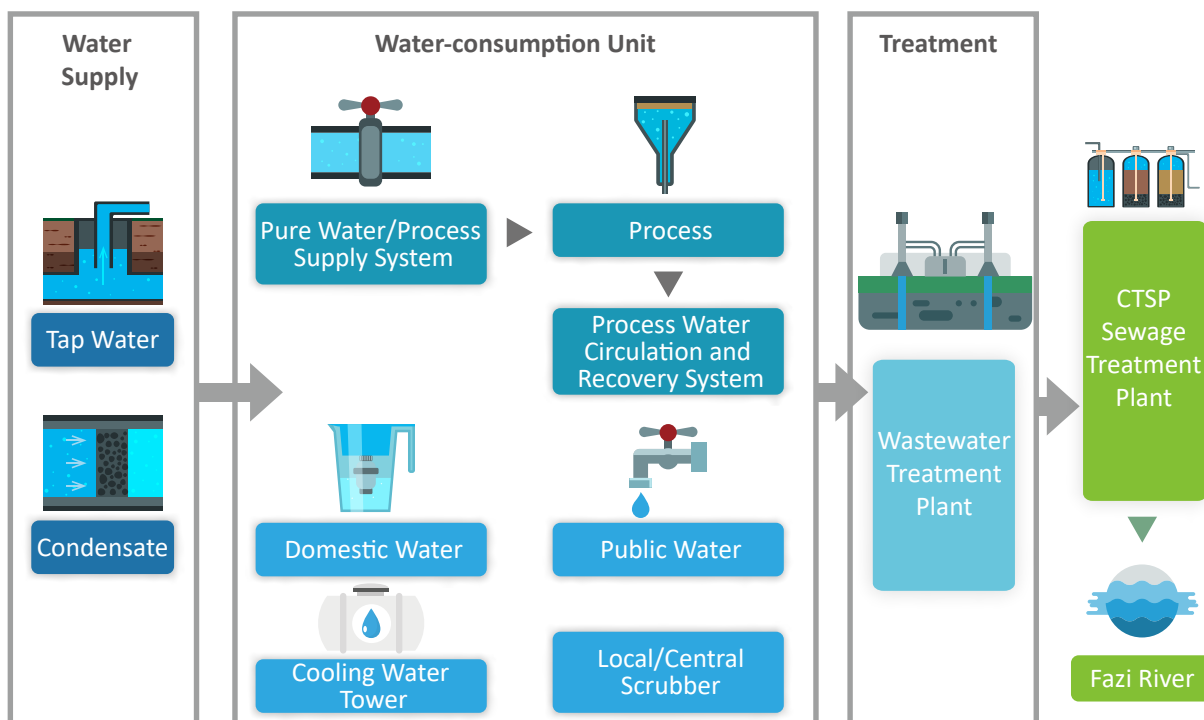 Water
Supply
Tap Water
Condensate
Water-consumption Unit
Pure Water/Process
Supply System
Process
Process Water
Circulation and
Recovery System
Domestic Water
Public Water
Cooling Water
Tower
Local/Central
Scrubber
Treatment
Wastewater
Treatment
Plant
CTSP
Sewage
Treatment
Plant
Fazi River